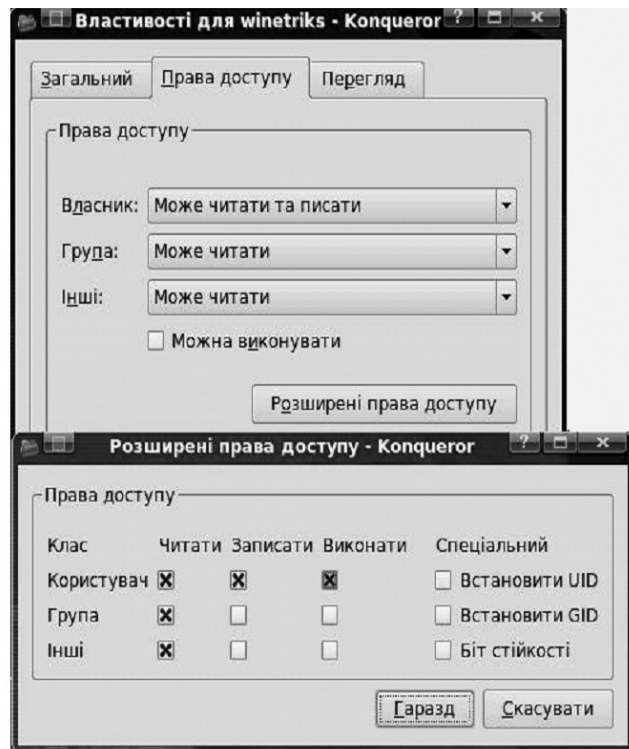 Властивості для winetriks - Konqueror
Загальний Права доступу Перегляд
Права доступу
Власник: Може читати та писати
Група: Може читати
Інші: Може читати
Можна виконувати
Розширені права доступу
Розширені права доступу - Konqueror
Права доступу
Клас Читати Записати Виконати Спеціальний
Користувач Встановити UID
Група Встановити GID
Інші Біт стійкості
Гаразд Скасувати